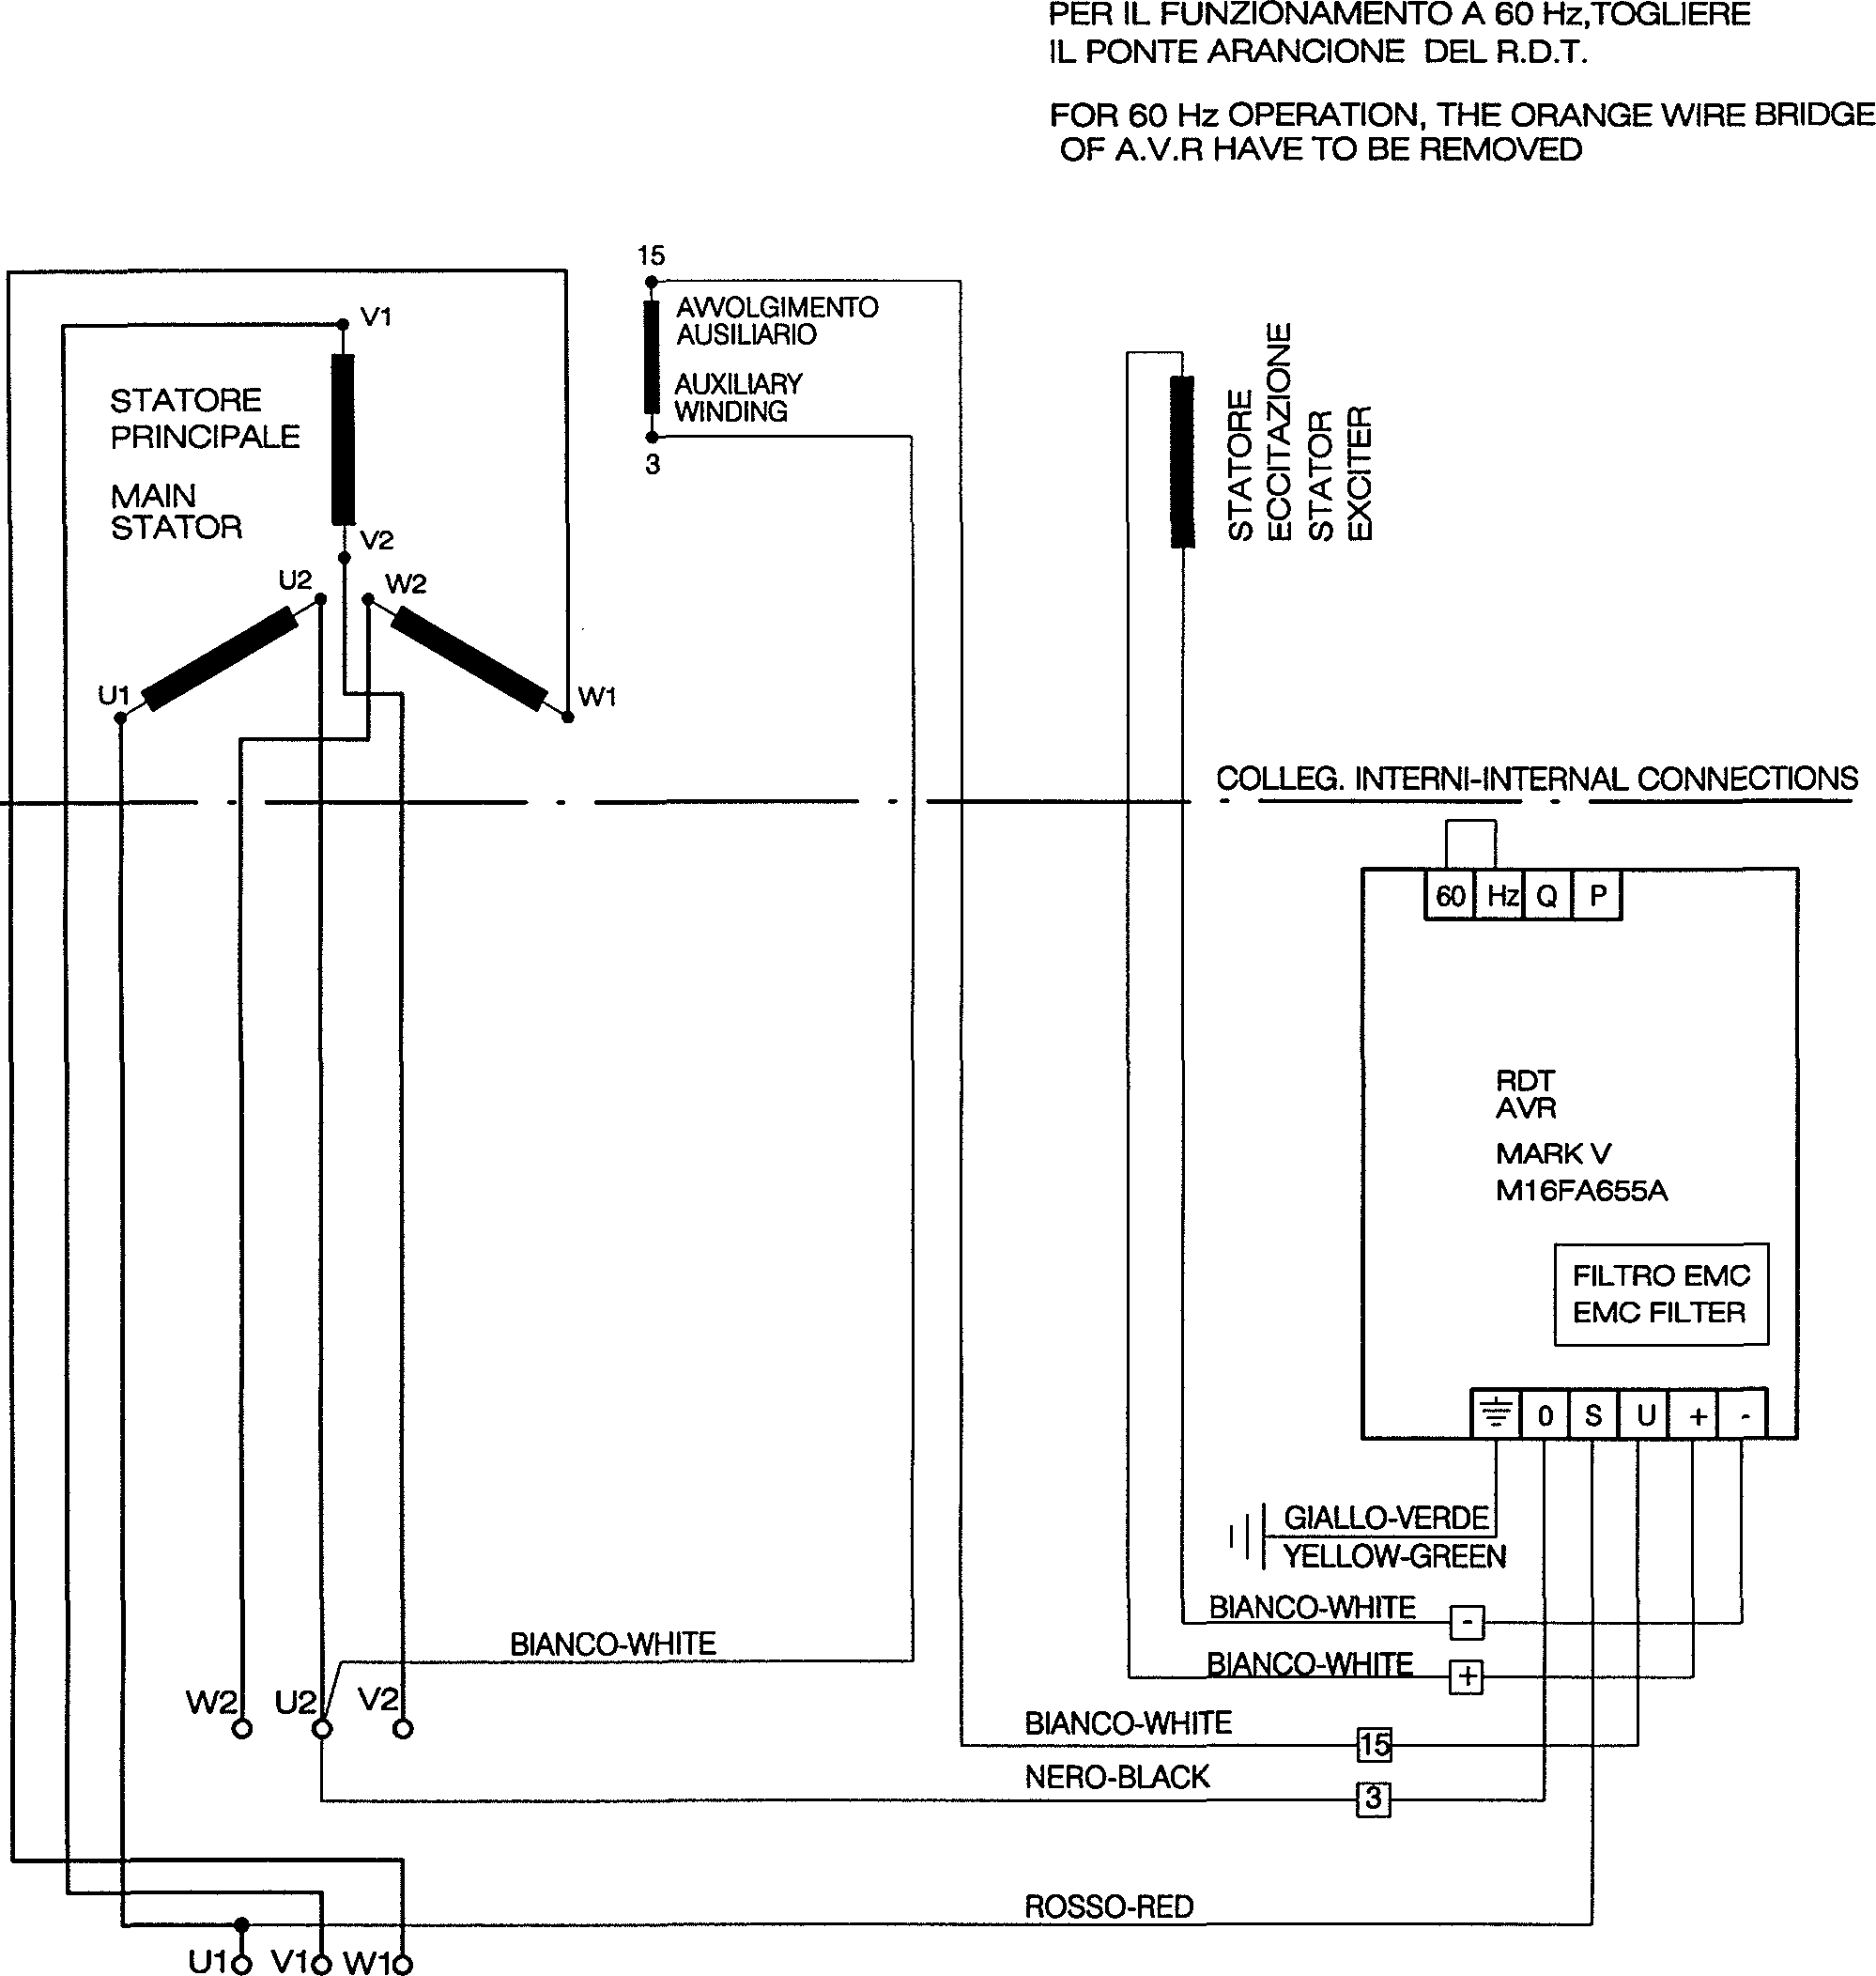 PER IL FUNZIONAMENTO A 60 Hz,TOGLIERE
IL PONTE ARANCIONE DEL R.D.T.
FOR 60 Hz OPERATION, THE ORANGE WIRE BRIDGE
OF A.V.R HAVE TO BE REMOVED
15
AVVOLGIMENTO
AUSILIARIO
AUXILIARY
WINDING
3
V1
STATORE
PRINCIPALE
MAIN
STATOR
V2
U2
W2
U1
W1
STATORE
ECCITAZIONE
STATOR
EXCITER
COLLEG. INTERNI-INTERNAL CONNECTIONS
60 Hz Q P
RDT
AVR
MARK V
M16FA655A
FILTRO EMC
EMC FILTER
0 S U + -
GIALLO-VERDE
YELLOW-GREEN
BIANCO-WHITE -
BIANCO-WHITE +
BIANCO-WHITE
W2 U2 V2
BIANCO-WHITE 15
NERO-BLACK 3
ROSSO-RED
U1 V1 W1